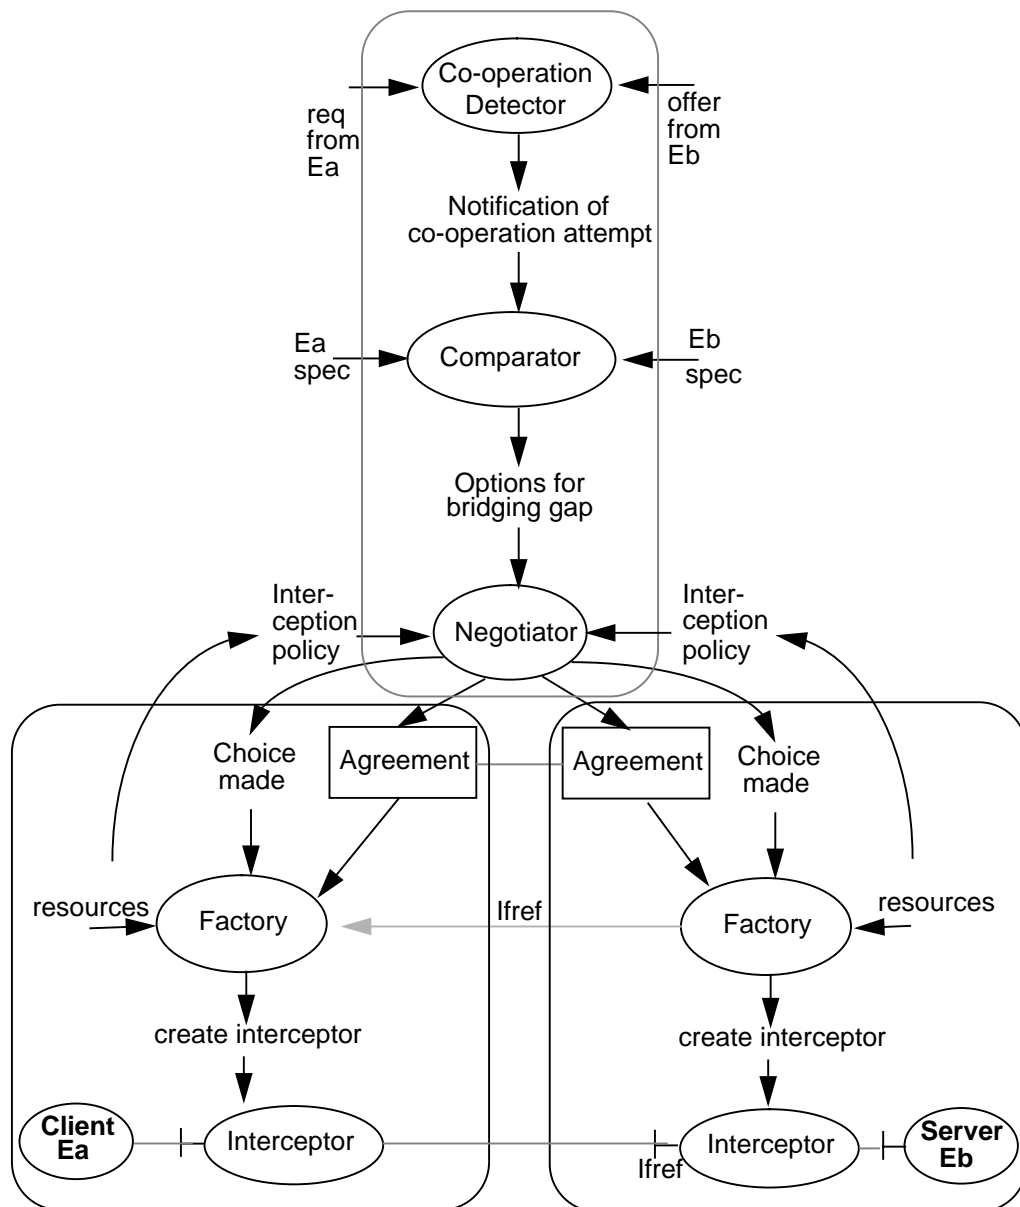 Co-operation
Detector
req
from
Ea
offer
from
Eb
Notification of
co-operation attempt
Ea
spec
Comparator
Eb
spec
Options for
bridging gap
Inter-
ception
policy
Negotiator
Inter-
ception
policy
Choice
made
Agreement
Agreement
Choice
made
resources
Factory
Ifref
Factory
resources
create interceptor
create interceptor
Client
Ea
Interceptor
Ifref
Interceptor
Server
Eb